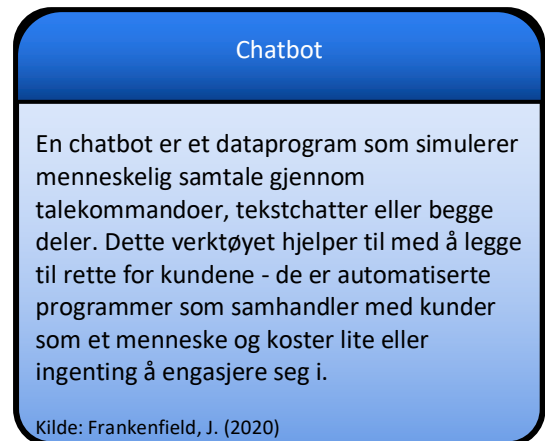 Chatbot
En chatbot er et dataprogram som simulerer
menneskelig samtale gjennom
talekommandoer, tekstchatter eller begge
deler. Dette verktøyet hjelper til med å legge
til rette for kundene - de er automatiserte
programmer som samhandler med kunder
som et menneske og koster lite eller
ingenting å engasjere seg i.
Kilde: Frankenfield, J. (2020)